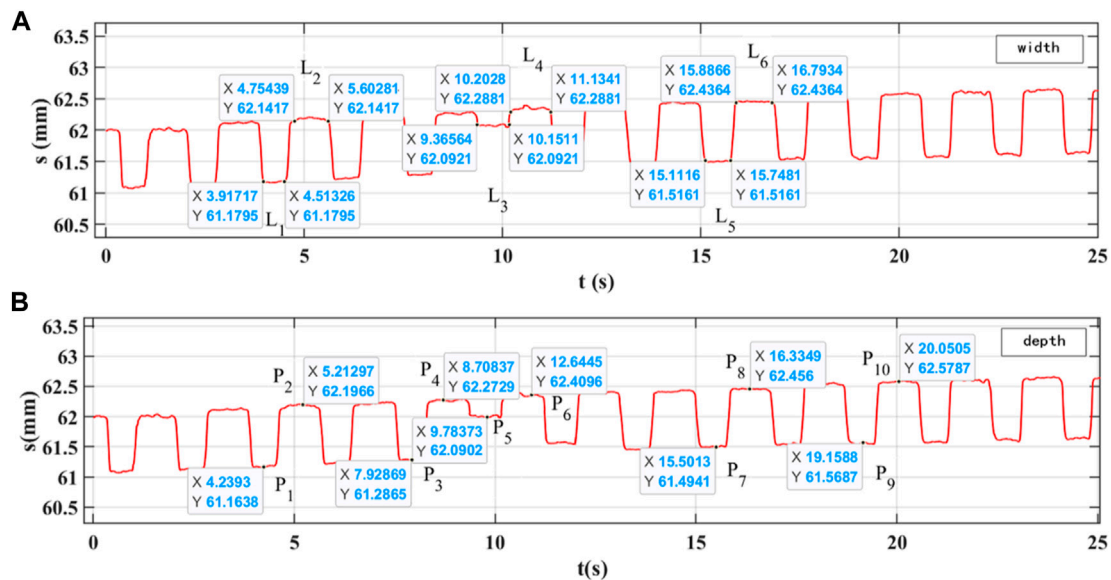 A
s (mm)
63.5
63
62.5
62
61.5
61
60.5
width
L2
L4
L6
X 4.75439
Y 62.1417
X 5.60281
Y 62.1417
X 10.2028
Y 62.2881
X 11.1341
Y 62.2881
X 15.8866
Y 62.4364
X 16.7934
Y 62.4364
X 9.36564
Y 62.0921
X 10.1511
Y 62.0921
X 3.91717
Y 61.1795
X 4.51326
Y 61.1795
X 15.1116
Y 61.5161
X 15.7481
Y 61.5161
L1
L3
L5
0
5
10
15
20
25
t (s)
B
s(mm)
63.5
63
62.5
62
61.5
61
60.5
depth
P2
X 5.21297
Y 62.1966
P4
X 8.70837
Y 62.2729
X 12.6445
Y 62.4096
P8
X 16.3349
Y 62.456
P10
X 20.0505
Y 62.5787
P5
P6
X 9.78373
Y 62.0902
X 4.2393
Y 61.1638
P1
X 7.92869
Y 61.2865
P3
X 15.5013
Y 61.4941
P7
X 19.1588
Y 61.5687
P9
0
5
10
15
20
25
t(s)